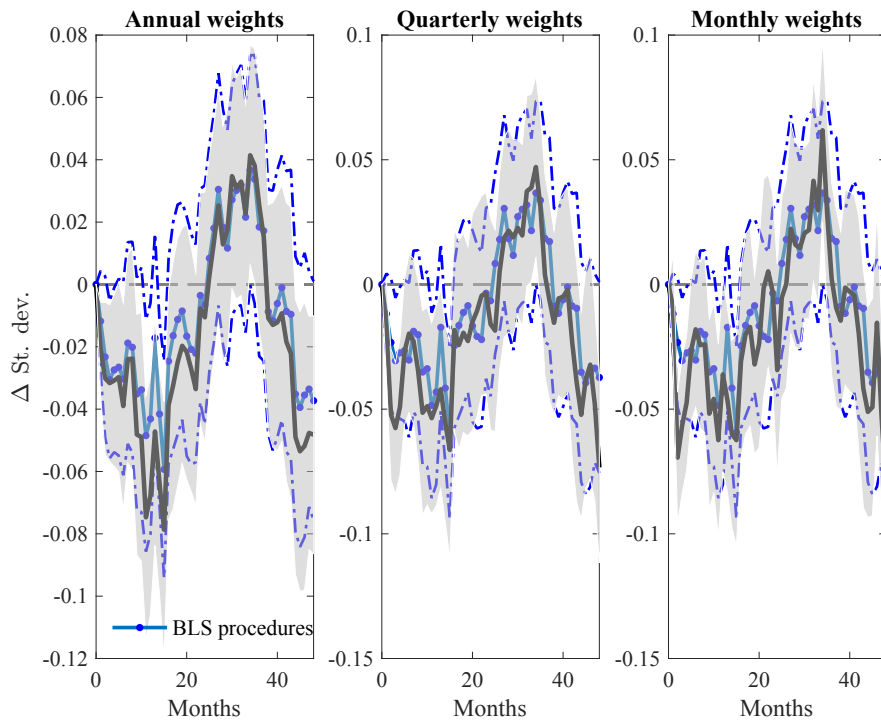 Annual weights
Quarterly weights
Monthly weights
Δ St. dev.
0.08
0.06
0.04
0.02
0
-0.02
-0.04
-0.06
-0.08
-0.1
-0.12
BLS procedures
0 20 40
Months
0.1
0.05
0
-0.05
-0.1
-0.15
0 20 40
Months
0.1
0.05
0
-0.05
-0.1
-0.15
0 20 40
Months